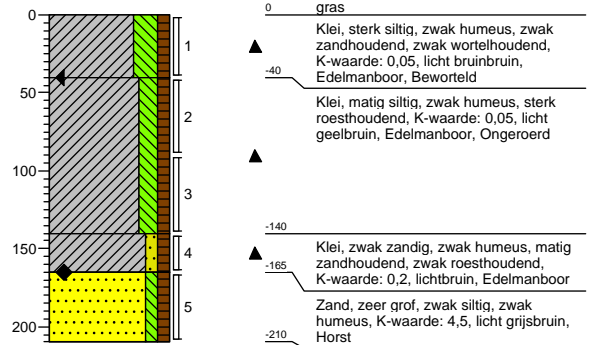 0
50
100
150
200
1
2
3
4
5
0 gras
Klei, sterk siltig, zwak humeus, zwak
zandhoudend, zwak wortelhoudend,
K-waarde: 0,05, licht bruinbruin,
Edelmanboor, Beworteld
-40
Klei, matig siltig, zwak humeus, sterk
roesthoudend, K-waarde: 0,05, licht
geelbruin, Edelmanboor, Ongeroerd
-140
Klei, zwak zandig, zwak humeus, matig
zandhoudend, zwak roesthoudend,
K-waarde: 0,2, lichtbruin, Edelmanboor
-165
Zand, zeer grof, zwak siltig, zwak
humeus, K-waarde: 4,5, licht grijsbruin,
Horst
-210